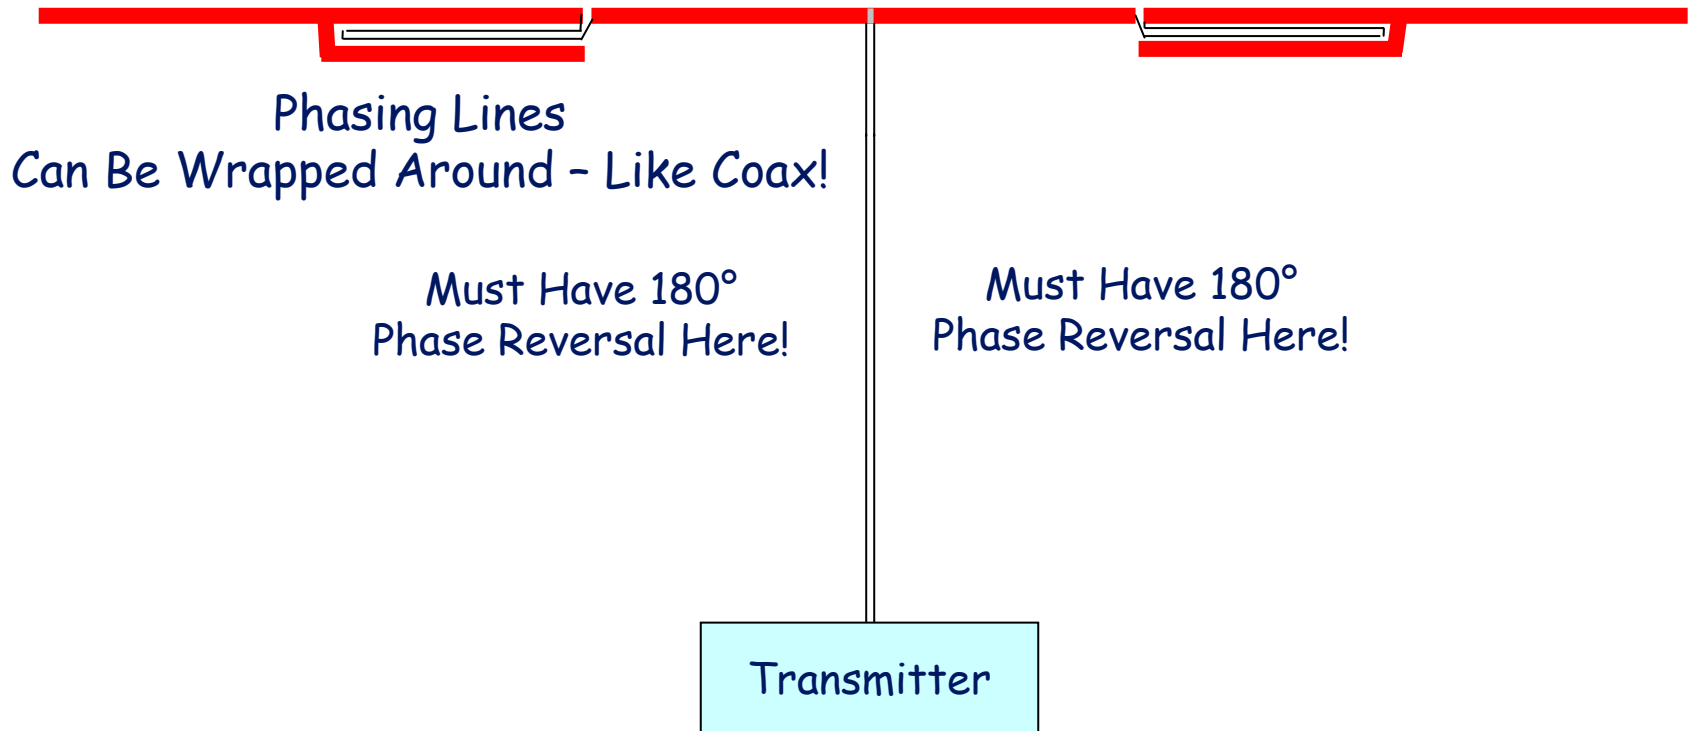 Phasing Lines
Can Be Wrapped Around – Like Coax!
Must Have 180°
Phase Reversal Here!
Must Have 180°
Phase Reversal Here!
Transmitter